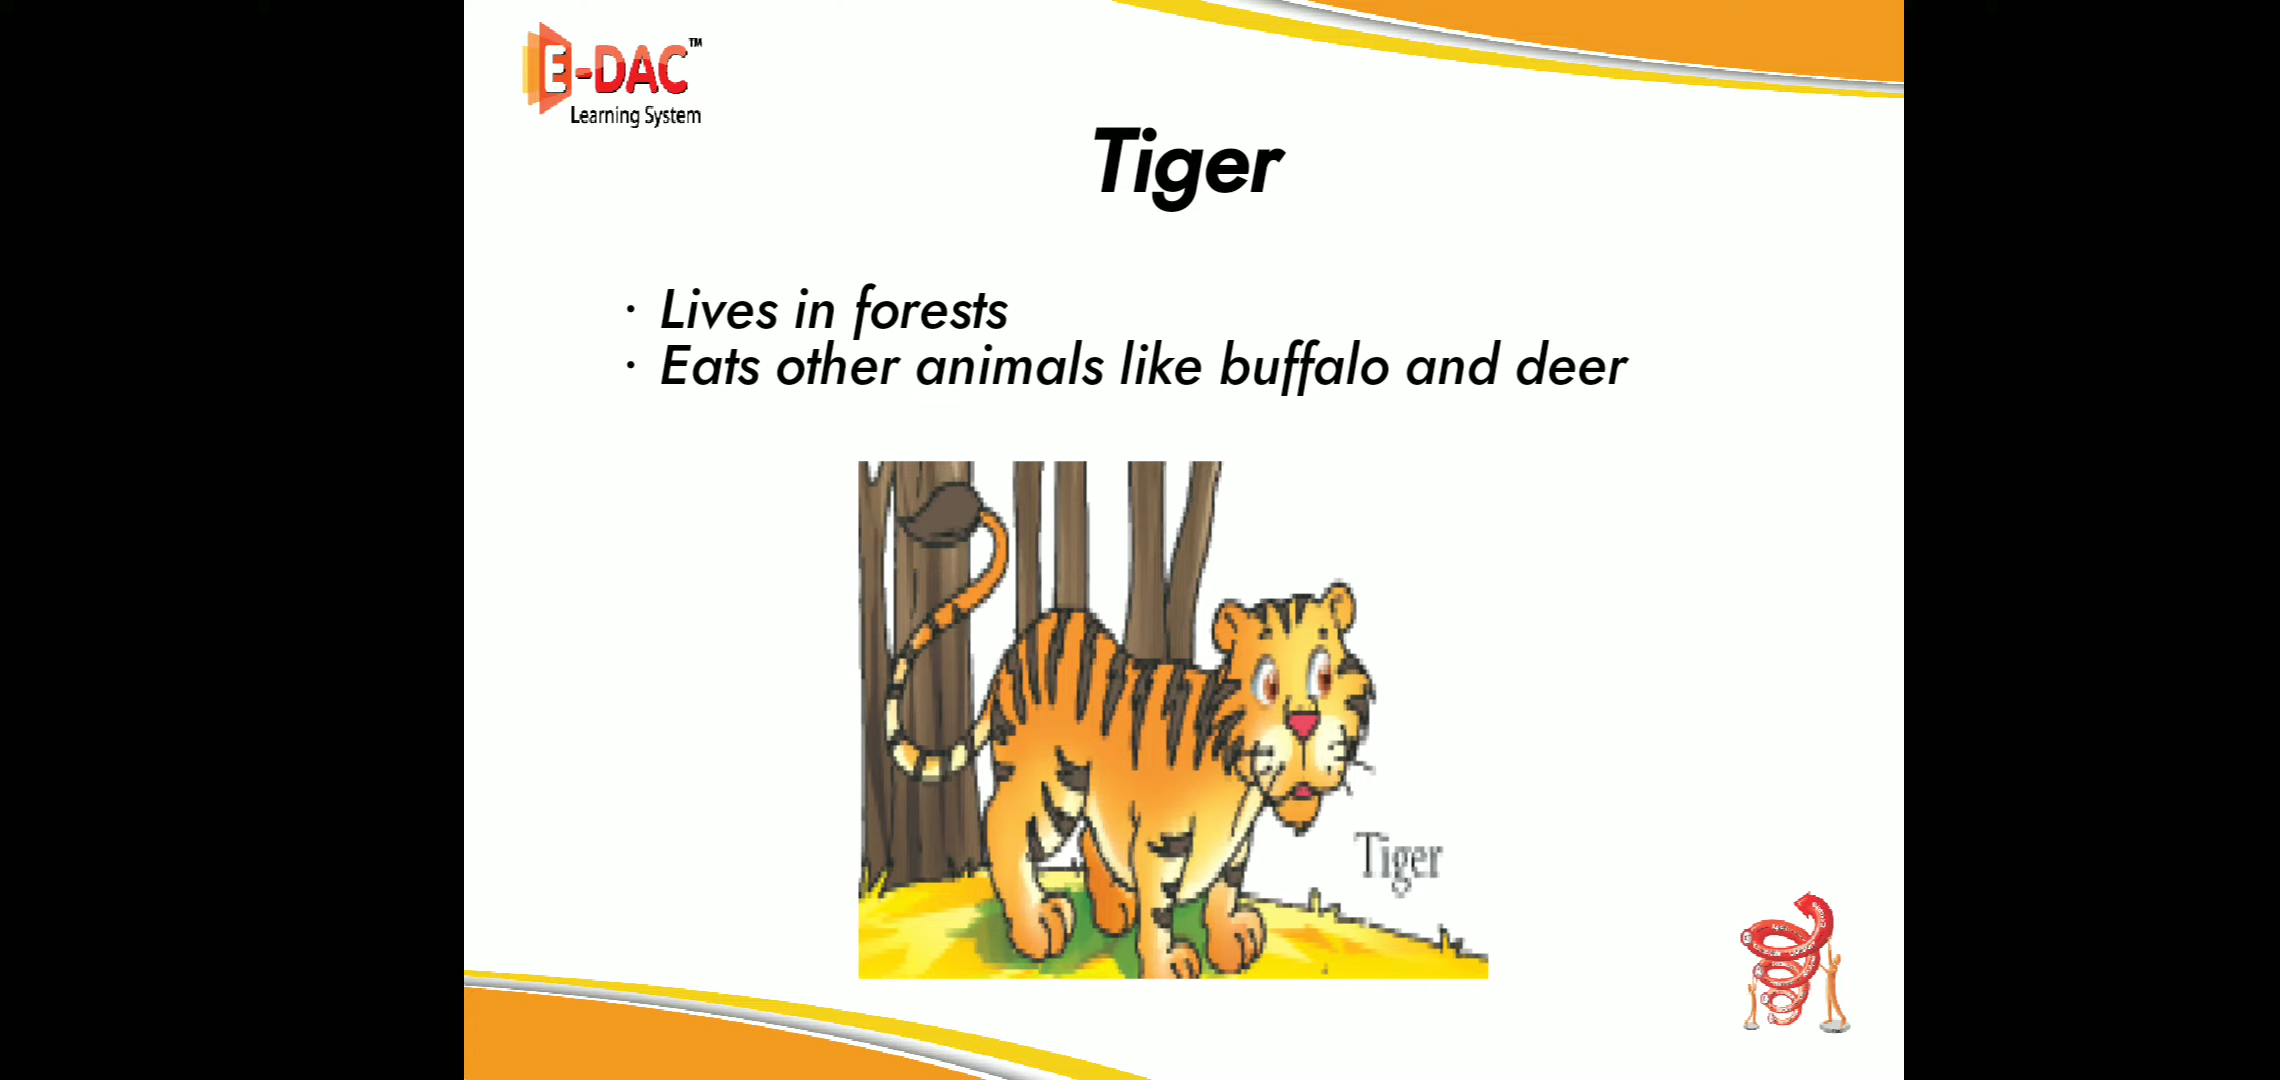 E-DAC™
Learning System
Tiger
· Lives in forests
· Eats other animals like buffalo and deer
Tiger